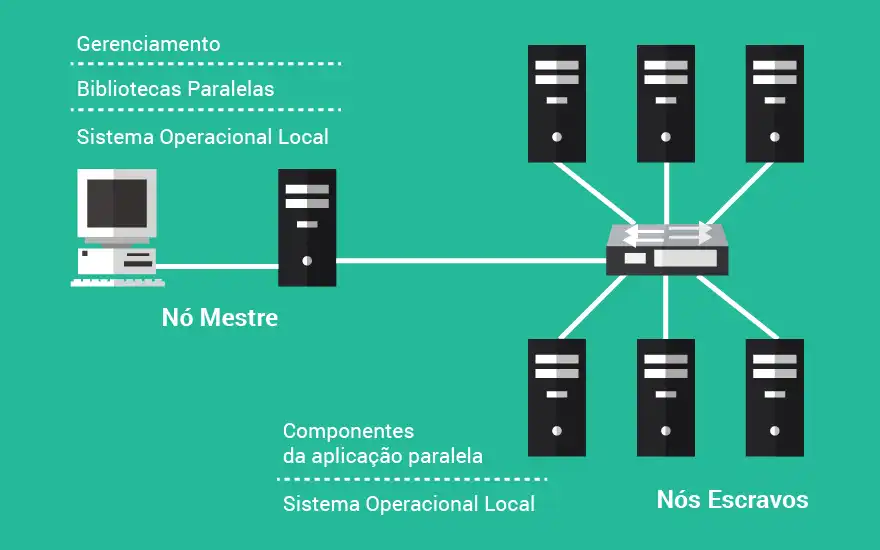 Gerenciamento
Bibliotecas Paralelas
Sistema Operacional Local
Nó Mestre
Componentes
da aplicação paralela
Sistema Operacional Local
Nós Escravos